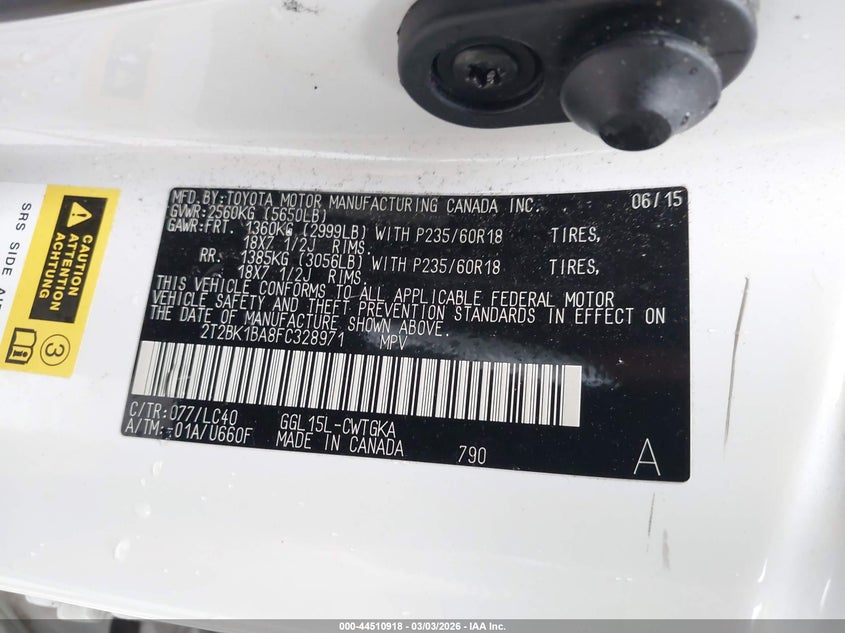 MFD.BY:TOYOTA MOTOR MANUFACTURING CANADA INC. 06/15
GVWR:2560KG (5650LB)
GAWR:FRT. 1360KG (2999LB) WITH P235/60R18 TIRES,
18X7 1/2J RIMS.
RR. 1385KG (3056LB) WITH P235/60R18 TIRES,
18X7 1/2J RIMS.
THIS VEHICLE CONFORMS TO ALL APPLICABLE FEDERAL MOTOR
VEHICLE SAFETY AND THEFT PREVENTION STANDARDS IN EFFECT ON
THE DATE OF MANUFACTURE SHOWN ABOVE.
2T2BK1BA8FC328971 MPV
C/TR:077/LC40 GGL15L-CWTGKA
A/TM:-01A/U660F MADE IN CANADA 790 A
CAUTION
ATTENTION
ACHTUNG
3
SRS SIDE
000-44510918 | 03/03/2026 | IAA Inc.